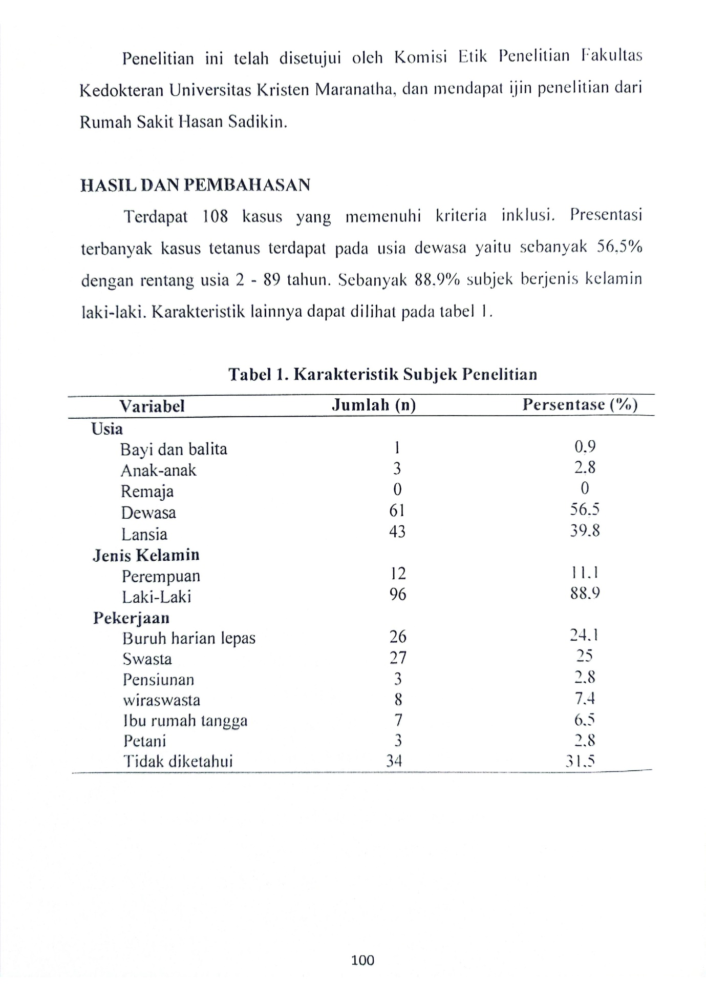 Penelitian ini telah disetujui oleh Komisi Etik Penelitian Fakultas
Kedokteran Universitas Kristen Maranatha, dan mendapat ijin penelitian dari
Rumah Sakit Hasan Sadikin.
HASIL DAN PEMBAHASAN
Terdapat 108 kasus yang memenuhi kriteria inklusi. Presentasi
terbanyak kasus tetanus terdapat pada usia dewasa yaitu sebanyak 56,5%
dengan rentang usia 2 - 89 tahun. Sebanyak 88.9% subjek berjenis kelamin
laki-laki. Karakteristik lainnya dapat dilihat pada tabel 1.
Tabel 1. Karakteristik Subjek Penelitian
Variabel Jumlah (n) Persentase (%)
Usia
Bayi dan balita 1 0.9
Anak-anak 3 2.8
Remaja 0 0
Dewasa 61 56.5
Lansia 43 39.8
Jenis Kelamin
Perempuan 12 11.1
Laki-Laki 96 88.9
Pekerjaan
Buruh harian lepas 26 24.1
Swasta 27 25
Pensiunan 3 2.8
wiraswasta 8 7.4
Ibu rumah tangga 7 6.5
Petani 3 2.8
Tidak diketahui 34 31.5
100